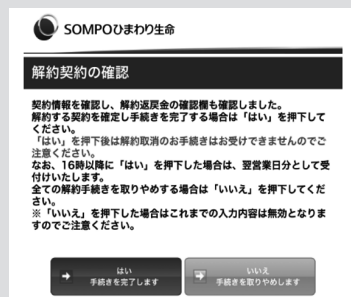 SOMPOひまわり生命
解約契約の確認
契約情報を確認し、解約返戻金の確認欄も確認しました。
解約する契約を確定し手続きを完了する場合は「はい」を押下して
ください。
「はい」を押下後は解約取消のお手続きはお受けできませんのでご
注意ください。
なお、16時以降に「はい」を押下した場合は、翌営業日分として受
付けいたします。
全ての解約手続きを取りやめする場合は「いいえ」を押下してくだ
さい。
※「いいえ」を押下した場合はこれまでの入力内容は無効となりま
すのでご注意ください。
はい
手続きを完了します
いいえ
手続きを取りやめします